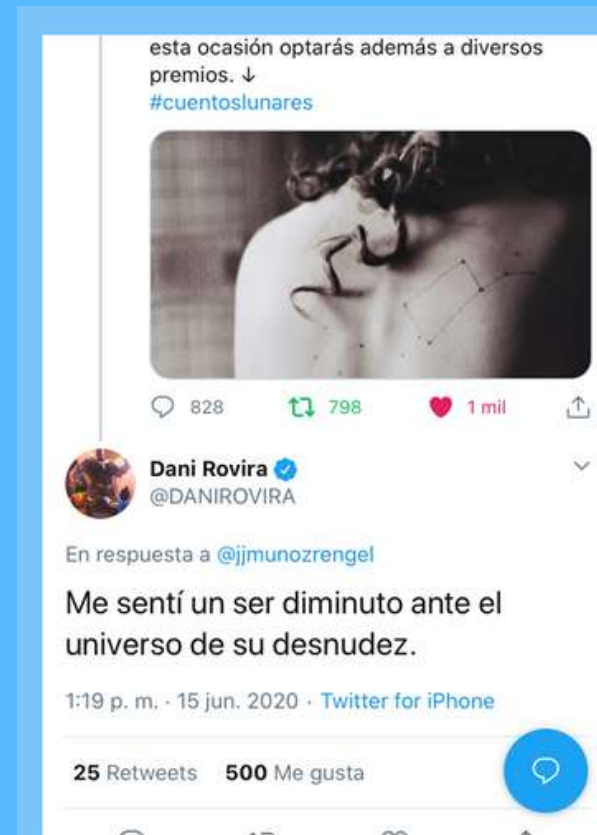 esta ocasión optarás además a diversos
premios. ↓
#cuentoslunares
828 798 1 mil
Dani Rovira
@DANIROVIRA
En respuesta a @jjmunozrengel
Me sentí un ser diminuto ante el
universo de su desnudez.
1:19 p. m. · 15 jun. 2020 · Twitter for iPhone
25 Retweets 500 Me gusta